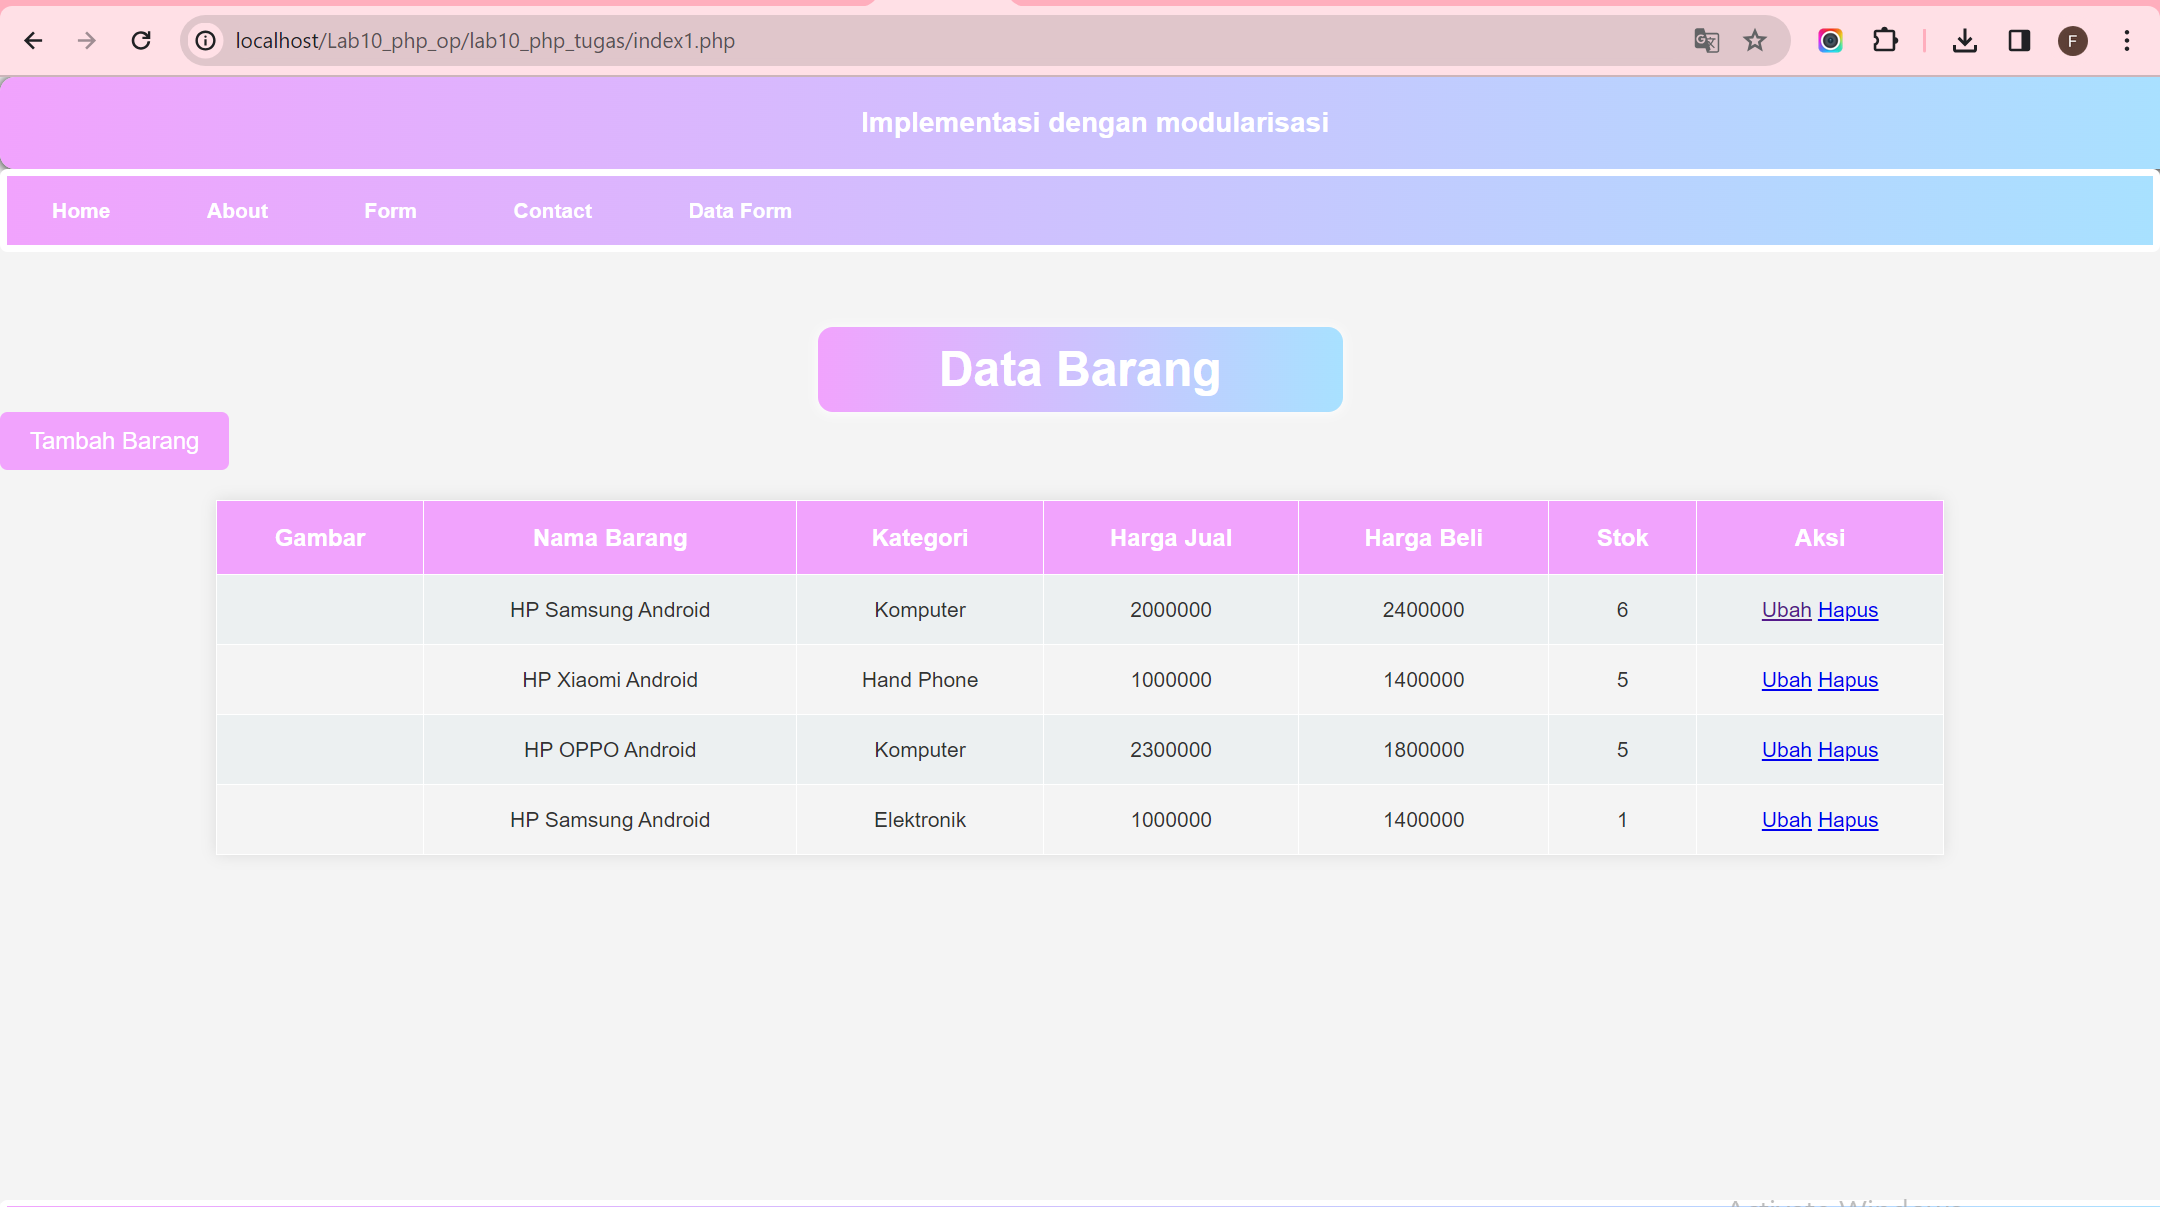 localhost/Lab10_php_op/lab10_php_tugas/index1.php
F
Implementasi dengan modularisasi
Home About Form Contact Data Form
Data Barang
Tambah Barang
Gambar Nama Barang Kategori Harga Jual Harga Beli Stok Aksi
HP Samsung Android Komputer 2000000 2400000 6 Ubah Hapus
HP Xiaomi Android Hand Phone 1000000 1400000 5 Ubah Hapus
HP OPPO Android Komputer 2300000 1800000 5 Ubah Hapus
HP Samsung Android Elektronik 1000000 1400000 1 Ubah Hapus